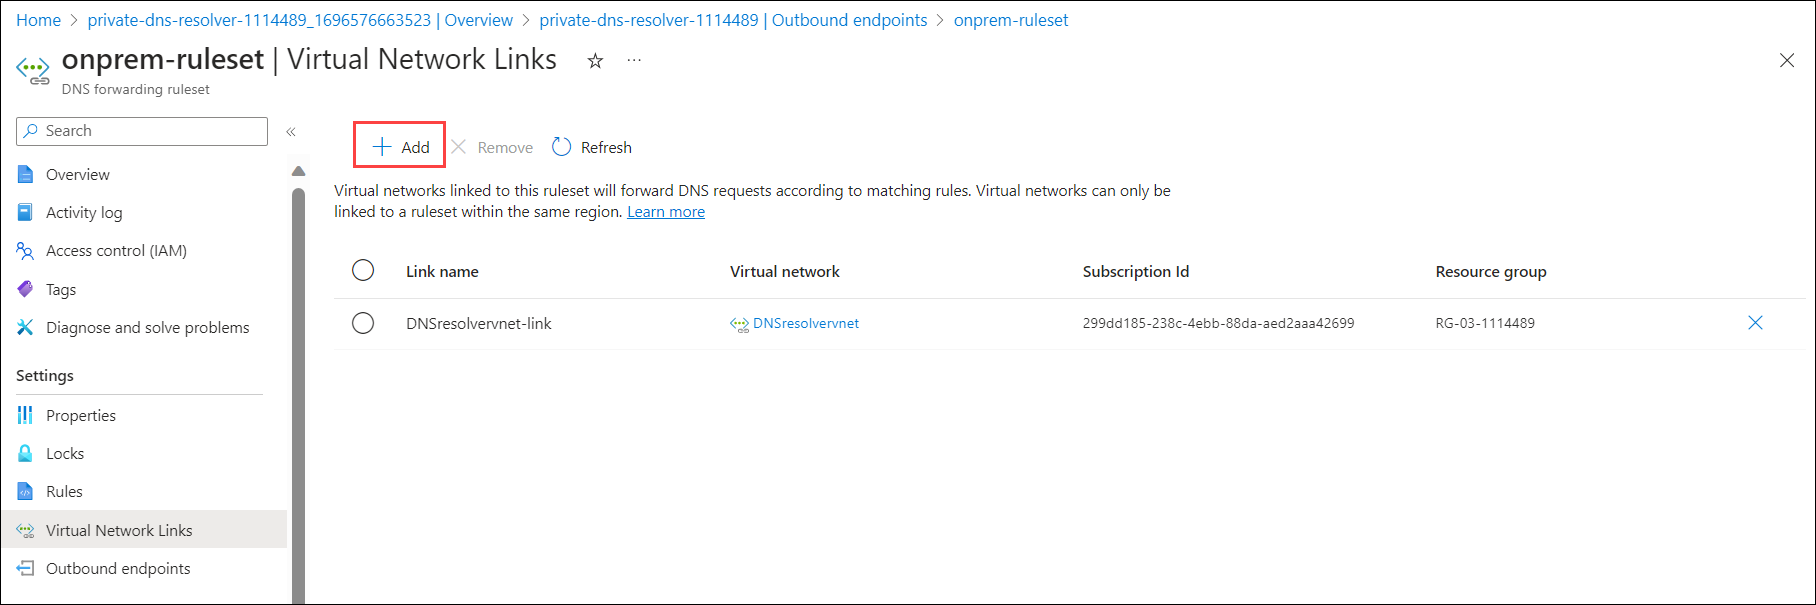 Home > private-dns-resolver-1114489_1696576663523 | Overview > private-dns-resolver-1114489 | Outbound endpoints > onprem-ruleset
onprem-ruleset | Virtual Network Links
DNS forwarding ruleset
Search
Overview
Activity log
Access control (IAM)
Tags
Diagnose and solve problems
Settings
Properties
Locks
Rules
Virtual Network Links
Outbound endpoints
Add Remove Refresh
Virtual networks linked to this ruleset will forward DNS requests according to matching rules. Virtual networks can only be
linked to a ruleset within the same region. Learn more
Link name Virtual network Subscription Id Resource group
DNSresolvervnet-link DNSresolvervnet 299dd185-238c-4ebb-88da-aed2aaa42699 RG-03-1114489